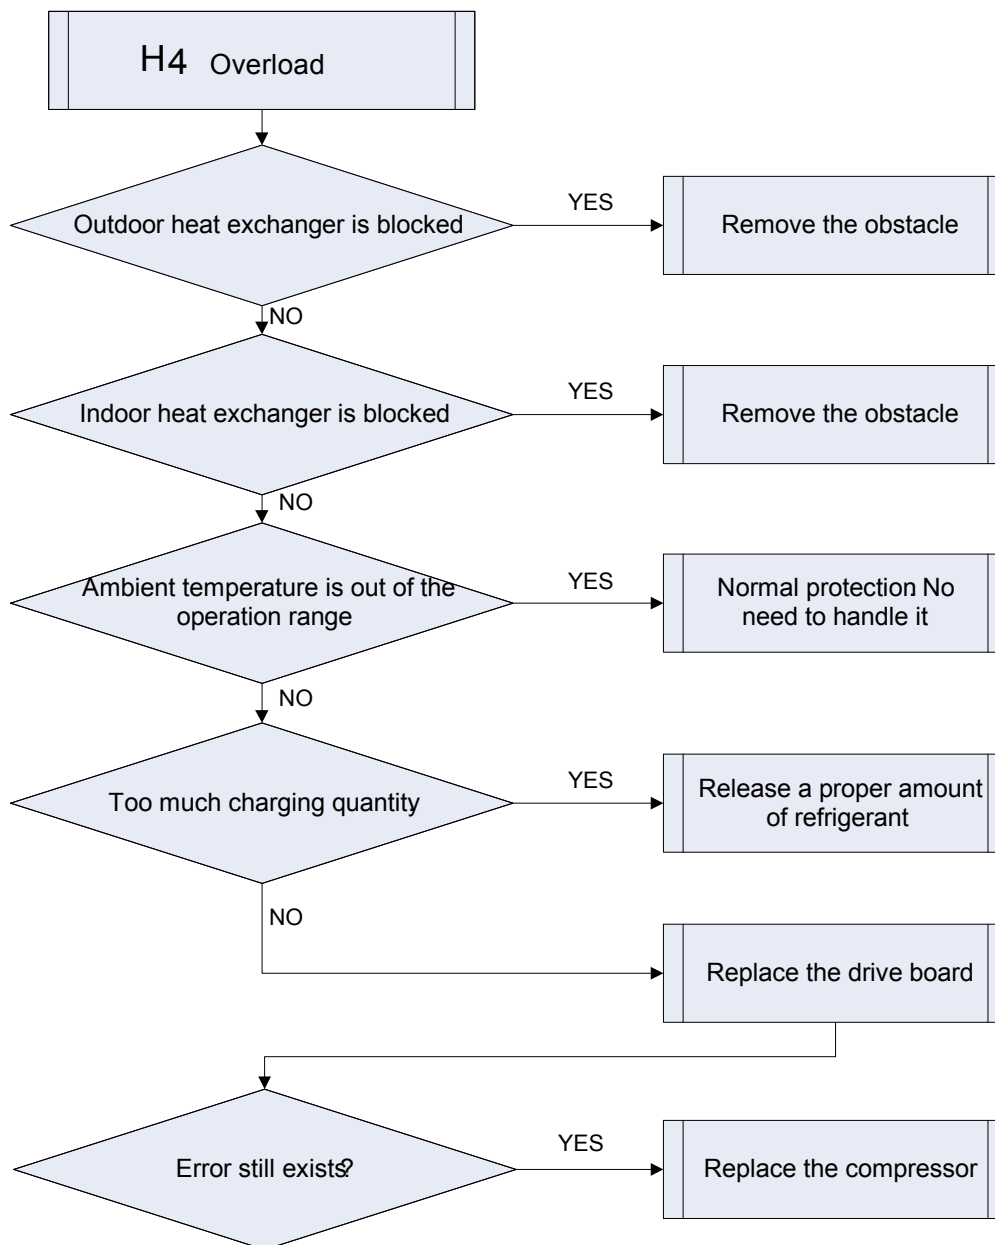 H4 Overload
Outdoor heat exchanger is blocked
YES
Remove the obstacle
NO
Indoor heat exchanger is blocked
YES
Remove the obstacle
NO
Ambient temperature is out of the
operation range
YES
Normal protection. No
need to handle it
NO
Too much charging quantity
YES
Release a proper amount
of refrigerant
NO
Replace the drive board
Error still exists?
YES
Replace the compressor